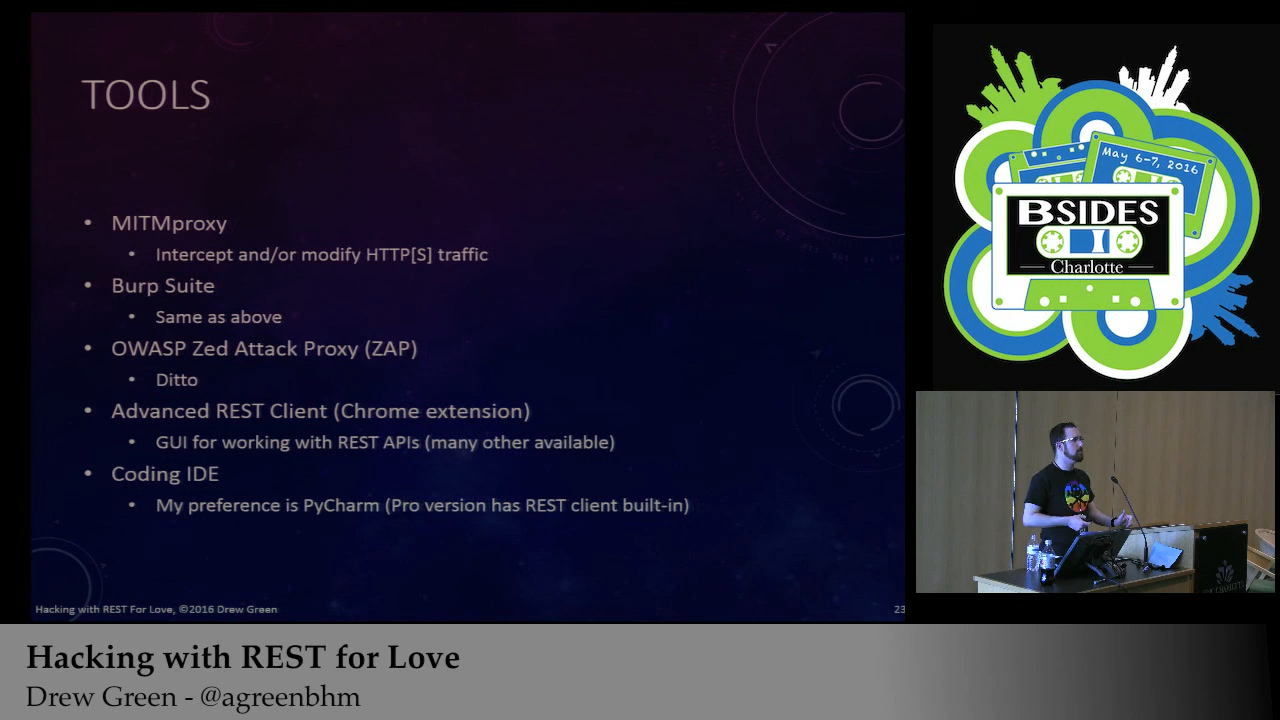 TOOLS
• MITMproxy
• Intercept and/or modify HTTP[S] traffic
• Burp Suite
• Same as above
• OWASP Zed Attack Proxy (ZAP)
• Ditto
• Advanced REST Client (Chrome extension)
• GUI for working with REST APIs (many other available)
• Coding IDE
• My preference is PyCharm (Pro version has REST client built-in)
Hacking with REST For Love, ©2016 Drew Green
23
May 6-7, 2016
BSIDES
Charlotte
Hacking with REST for Love
Drew Green - @agreenbhm